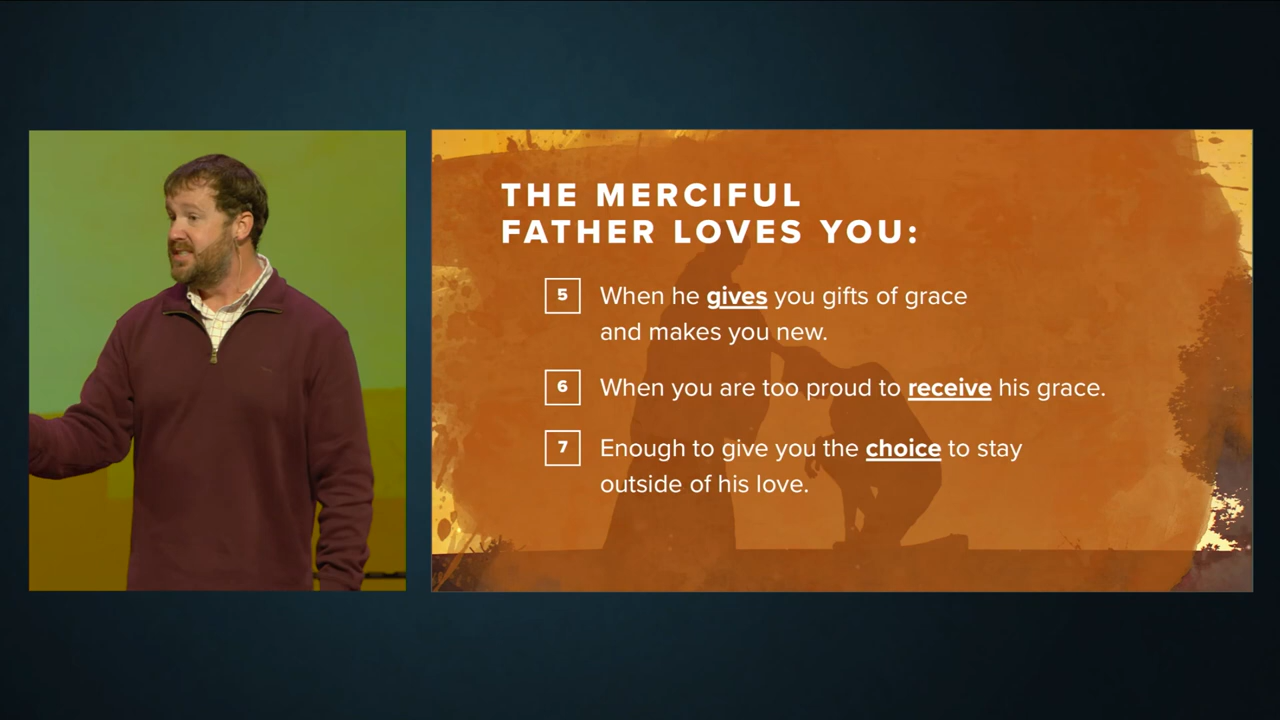 THE MERCIFUL
FATHER LOVES YOU:
5 When he gives you gifts of grace
and makes you new.
6 When you are too proud to receive his grace.
7 Enough to give you the choice to stay
outside of his love.